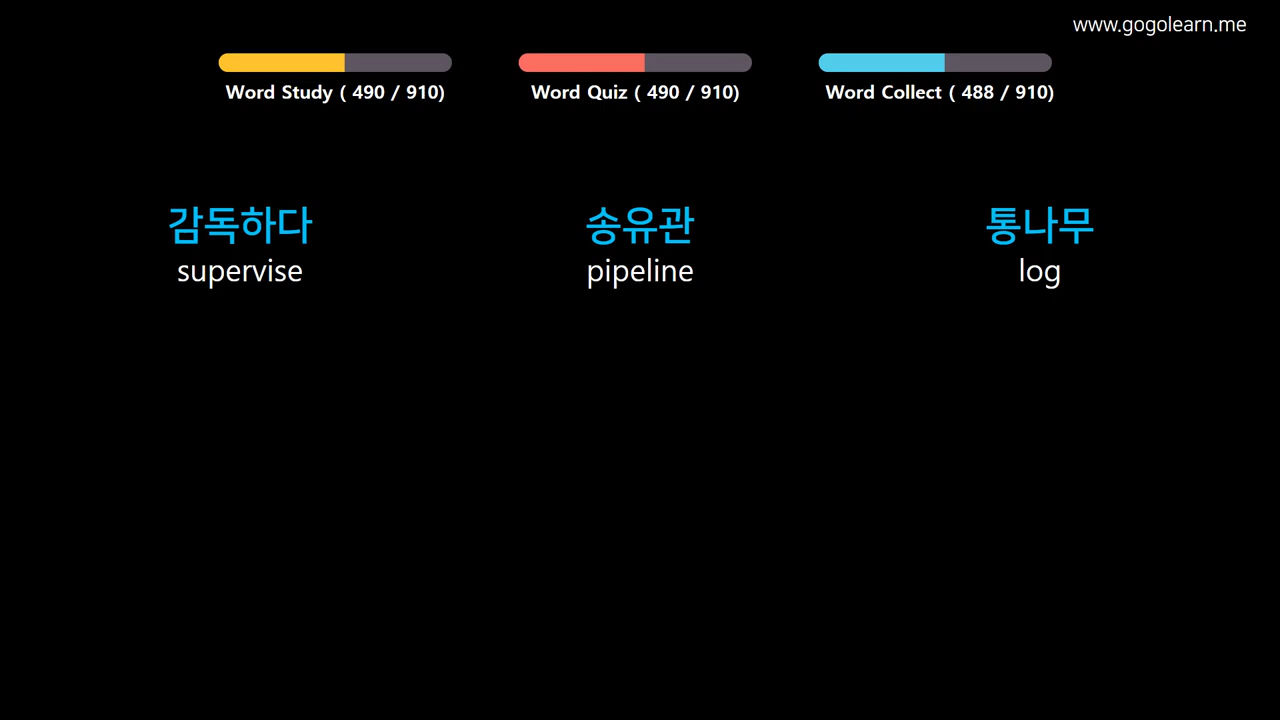 www.gogolearn.me
Word Study ( 490 / 910)
Word Quiz ( 490 / 910)
Word Collect ( 488 / 910)
감독하다
supervise
송유관
pipeline
통나무
log